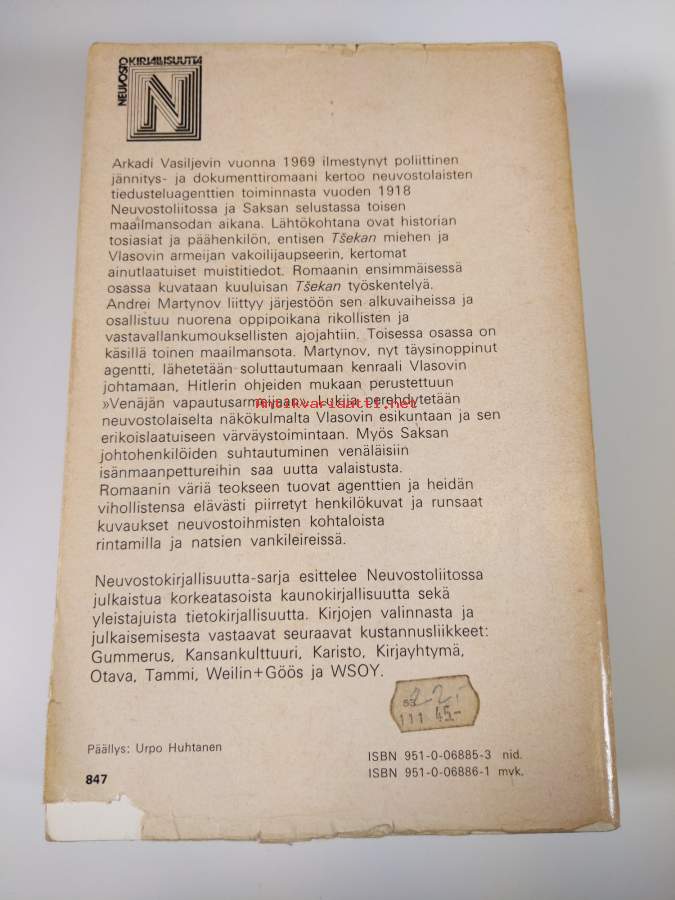 NEUVOSTO
KIRJALLISUUTTA
N
Arkadi Vasiljevin vuonna 1969 ilmestynyt poliittinen
jännitys- ja dokumenttiromaani kertoo neuvostolaisten
tiedusteluagenttien toiminnasta vuoden 1918
Neuvostoliitossa ja Saksan selustassa toisen
maailmansodan aikana. Lähtökohtana ovat historian
tosiasiat ja päähenkilön, entisen Tšekan miehen ja
Vlasovin armeijan vakoilijaupseerin, kertomat
ainutlaatuiset muistitiedot. Romaanin ensimmäisessä
osassa kuvataan kuuluisan Tšekan työskentelyä.
Andrei Martynov liittyy järjestöön sen alkuvaiheissa ja
osallistuu nuorena oppipoikana rikollisten ja
vastavallankumouksellisten ajojahtiin. Toisessa osassa on
käsillä toinen maailmansota. Martynov, nyt täysinoppinut
agentti, lähetetään soluttautumaan kenraali Vlasovin
johtamaan, Hitlerin ohjeiden mukaan perustettuun
»Venäjän vapautusarmeijaan». Lukija perehdytetään
Antikvariaatti.net
neuvostolaiselta näkökulmalta Vlasovin esikuntaan ja sen
erikoislaatuiseen värväystoimintaan. Myös Saksan
johtohenkilöiden suhtautuminen venäläisiin
isänmaanpettureihin saa uutta valaistusta.
Romaanin väriä teokseen tuovat agenttien ja heidän
vihollistensa elävästi piirretyt henkilökuvat ja runsaat
kuvaukset neuvostoihmisten kohtaloista
rintamilla ja natsien vankileireissä.
Neuvostokirjallisuutta-sarja esittelee Neuvostoliitossa
julkaistua korkeatasoista kaunokirjallisuutta sekä
yleistajuista tietokirjallisuutta. Kirjojen valinnasta ja
julkaisemisesta vastaavat seuraavat kustannusliikkeet:
Gummerus, Kansankulttuuri, Karisto, Kirjayhtymä,
Otava, Tammi, Weilin+Göös ja WSOY.
22,-
111 45.-
Päällys: Urpo Huhtanen
ISBN 951-0-06885-3 nid.
ISBN 951-0-06886-1 mvk.
847